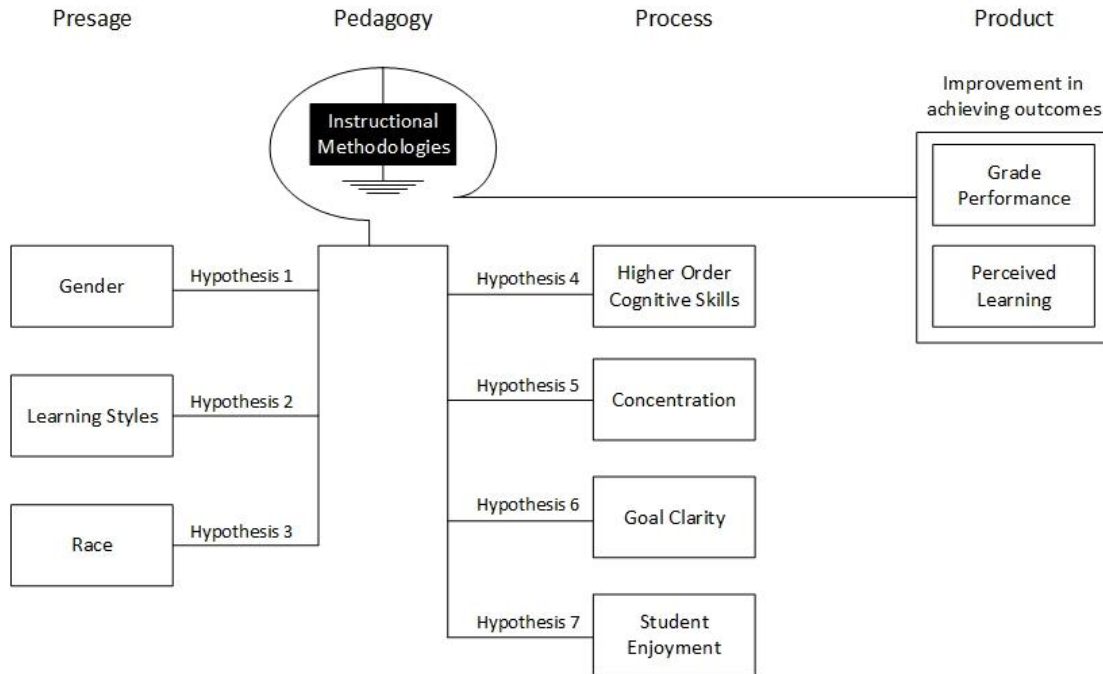 Presage
Pedagogy
Process
Product
Improvement in
achieving outcomes
Instructional
Methodologies
Grade
Performance
Gender
Hypothesis 1
Hypothesis 4
Higher Order
Cognitive Skills
Perceived
Learning
Learning Styles
Hypothesis 2
Hypothesis 5
Concentration
Race
Hypothesis 3
Hypothesis 6
Goal Clarity
Hypothesis 7
Student
Enjoyment